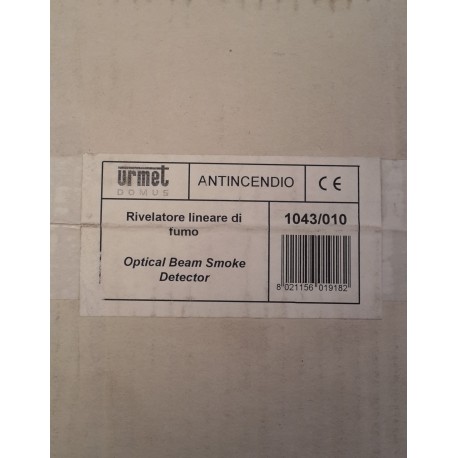 urmet
DOMUS
ANTINCENDIO
CE
Rivelatore lineare di
fumo
Optical Beam Smoke
Detector
1043/010
8 021156 019182